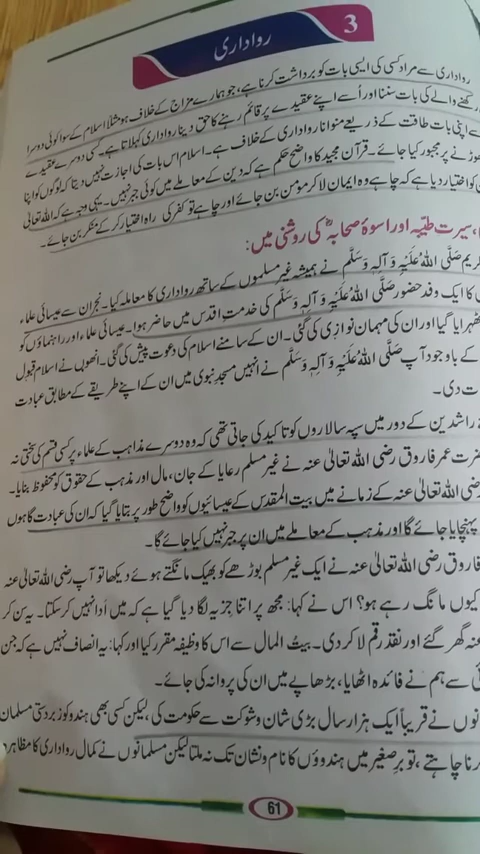 3
رواداری
رواداری سے مراد کسی کی ایسی بات کو برداشت کرنا ہے، جو ہمارے مزاج کے خلاف ہو مثلاً اسلام کے سوا کوئی دوسرا
رکھنے والے کی بات سننا اور اُسے اپنے عقیدے پر قائم رہنے کا حق دینا رواداری کہلاتا ہے۔ کسی دوسرے عقیدے
سے اپنی بات طاقت کے ذریعے منوانا رواداری کے خلاف ہے۔ اسلام اس بات کی اجازت نہیں دیتا کہ لوگوں کو اپنا
چھوڑنے پر مجبور کیا جائے۔ قرآن مجید کا واضح حکم ہے کہ دین کے معاملے میں کوئی جبر نہیں۔ یہی وجہ ہے کہ اللہ تعالیٰ
کو اختیار دیا ہے کہ چاہے وہ ایمان لا کر مومن بن جائے اور چاہے تو کفر کی راہ اختیار کر کے منکر بن جائے۔
، سیرت طیّبہ اور اسوۂ صحابہؓ کی روشنی میں:
کریم صَلَّی اللہُ عَلَیْہِ وَ آلِہٖ وَسَلَّم نے ہمیشہ غیر مسلموں کے ساتھ رواداری کا معاملہ کیا۔ نجران سے عیسائی علماء
کا ایک وفد حضور صَلَّی اللہُ عَلَیْہِ وَ آلِہٖ وَسَلَّم کی خدمتِ اقدس میں حاضر ہوا۔ عیسائی علماء اور راہنماؤں کو
ٹھہرایا گیا اور ان کی مہمان نوازی کی گئی۔ ان کے سامنے اسلام کی دعوت پیش کی گئی۔ انھوں نے اسلام قبول
کے باوجود آپ صَلَّی اللہُ عَلَیْہِ وَ آلِہٖ وَسَلَّم نے انہیں مسجدِ نبوی میں ان کے اپنے طریقے کے مطابق عبادت
دی۔
راشدین کے دور میں سپہ سالاروں کو تاکید کی جاتی تھی کہ وہ دوسرے مذاہب کے علماء پر کسی قسم کی سختی نہ
عمر فاروق رضی اللہ تعالیٰ عنہ نے غیر مسلم رعایا کے جان، مال اور مذہب کے حقوق کو محفوظ بنایا۔
رضی اللہ تعالیٰ عنہ کے زمانے میں بیت المقدس کے عیسائیوں کو واضح طور پر بتایا گیا کہ ان کی عبادت گاہوں
پہنچایا جائے گا اور مذہب کے معاملے میں ان پر جبر نہیں کیا جائے گا۔
فاروق رضی اللہ تعالیٰ عنہ نے ایک غیر مسلم بوڑھے کو بھیک مانگتے ہوئے دیکھا تو آپ رضی اللہ تعالیٰ عنہ
کیوں مانگ رہے ہو؟ اس نے کہا: مجھ پر اتنا جزیہ لگا دیا گیا ہے کہ میں ادا نہیں کر سکتا۔ یہ سن کر
عنہ گھر گئے اور نقد رقم لا کر دی۔ بیتُ المال سے اس کا وظیفہ مقرر کیا اور کہا: یہ انصاف نہیں ہے کہ جن
سے ہم نے فائدہ اٹھایا، بڑھاپے میں ان کی پروا نہ کی جائے۔
نوں نے قریباً ایک ہزار سال بڑی شان و شوکت سے حکومت کی، لیکن کسی بھی ہندو کو زبردستی مسلمان
نا چاہتے، تو برِصغیر میں ہندوؤں کا نام و نشان تک نہ ملتا لیکن مسلمانوں نے کمال رواداری کا مظاہرہ
61